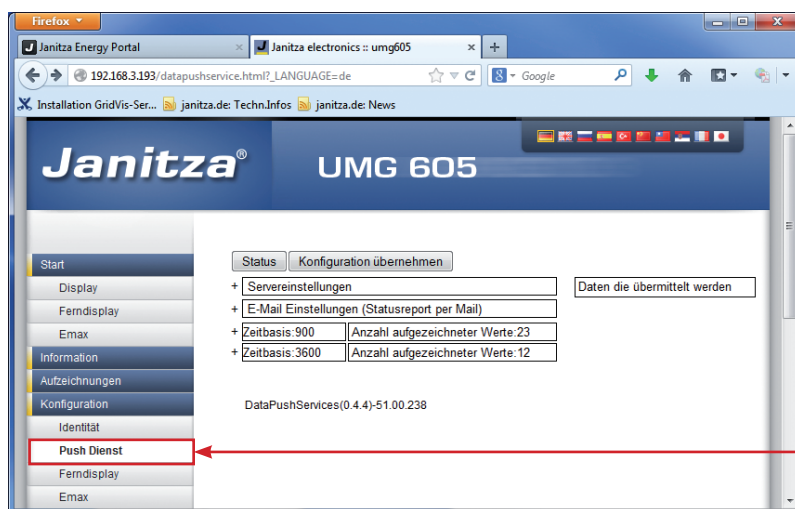 Firefox
Janitza Energy Portal
Janitza electronics :: umg605
192.168.3.193/datapushservice.html?_LANGUAGE=de
Google
Installation GridVis-Ser...
janitza.de: Techn.Infos
janitza.de: News
Janitza®
UMG 605
Start
Display
Ferndisplay
Emax
Information
Aufzeichnungen
Konfiguration
Identität
Push Dienst
Ferndisplay
Emax
Status
Konfiguration übernehmen
+ Servereinstellungen
Daten die übermittelt werden
+ E-Mail Einstellungen (Statusreport per Mail)
+ Zeitbasis:900 Anzahl aufgezeichneter Werte:23
+ Zeitbasis:3600 Anzahl aufgezeichneter Werte:12
DataPushServices(0.4.4)-51.00.238